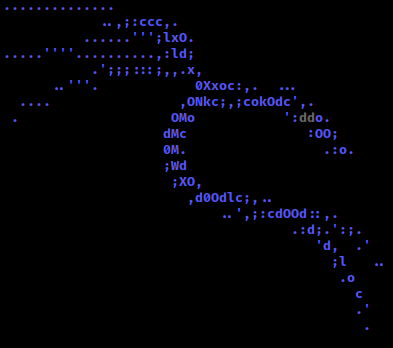 ..............
..,;:ccc,.
......''';lxO.
.....''''..........,:ld;
.';;;:::;,,.x,
..'''. 0Xxoc:,. ...
.... ,ONkc;,;cokOdc',.
. OMo ':ddo.
dMc :OO;
0M. .:o.
;Wd
;XO,
,d0Odlc;,..
..',;:cdOOd::,.
.:d;.':;.
'd, .'
;l ..
.o
c
.'
.